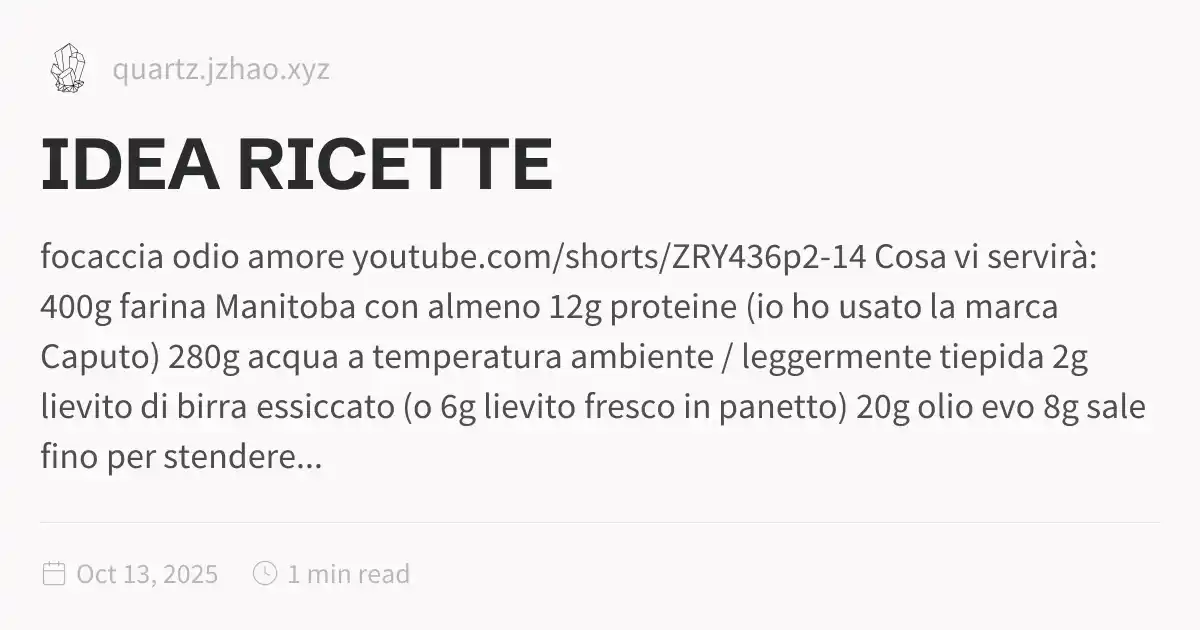 quartz.jzhao.xyz
IDEA RICETTE
focaccia odio amore youtube.com/shorts/ZRY436p2-14 Cosa vi servirà:
400g farina Manitoba con almeno 12g proteine (io ho usato la marca
Caputo) 280g acqua a temperatura ambiente / leggermente tiepida 2g
lievito di birra essiccato (o 6g lievito fresco in panetto) 20g olio evo 8g sale
fino per stendere...
Oct 13, 2025 1 min read